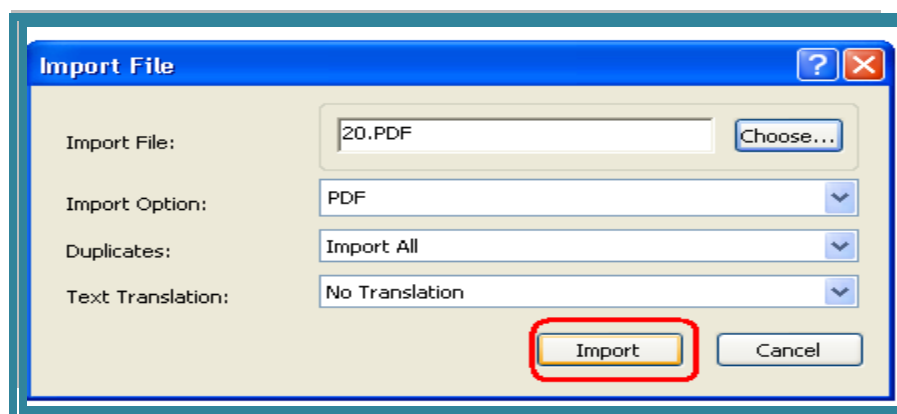 Import File
Import File: 20.PDF Choose...
Import Option: PDF
Duplicates: Import All
Text Translation: No Translation
Import Cancel